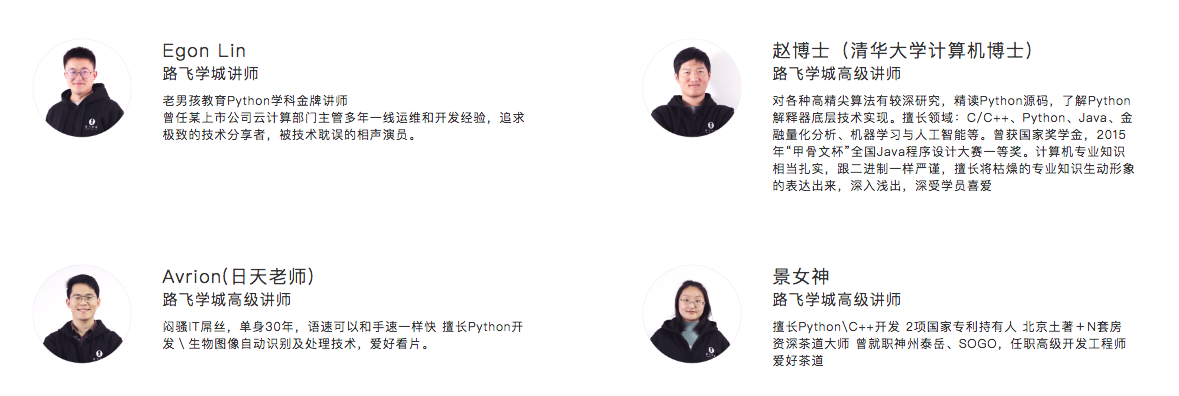 Egon Lin
路飞学城讲师
老男孩教育Python学科金牌讲师
曾任某上市公司云计算部门主管多年一线运维和开发经验，追求
极致的技术分享者，被技术耽误的相声演员。
赵博士（清华大学计算机博士）
路飞学城高级讲师
对各种高精尖算法有较深研究，精读Python源码，了解Python
解释器底层技术实现。擅长领域：C/C++、Python、Java、金
融量化分析、机器学习与人工智能等。曾获国家奖学金，2015
年“甲骨文杯”全国Java程序设计大赛一等奖。计算机专业知识
相当扎实，跟二进制一样严谨，擅长将枯燥的专业知识生动形象
的表达出来，深入浅出，深受学员喜爱
Avrion(日天老师)
路飞学城高级讲师
闷骚IT屌丝，单身30年，语速可以和手速一样快 擅长Python开
发 \ 生物图像自动识别及处理技术，爱好看片。
景女神
路飞学城高级讲师
擅长Python\C++开发 2项国家专利持有人 北京土著＋N套房
资深茶道大师 曾就职神州泰岳、SOGO，任职高级开发工程师
爱好茶道